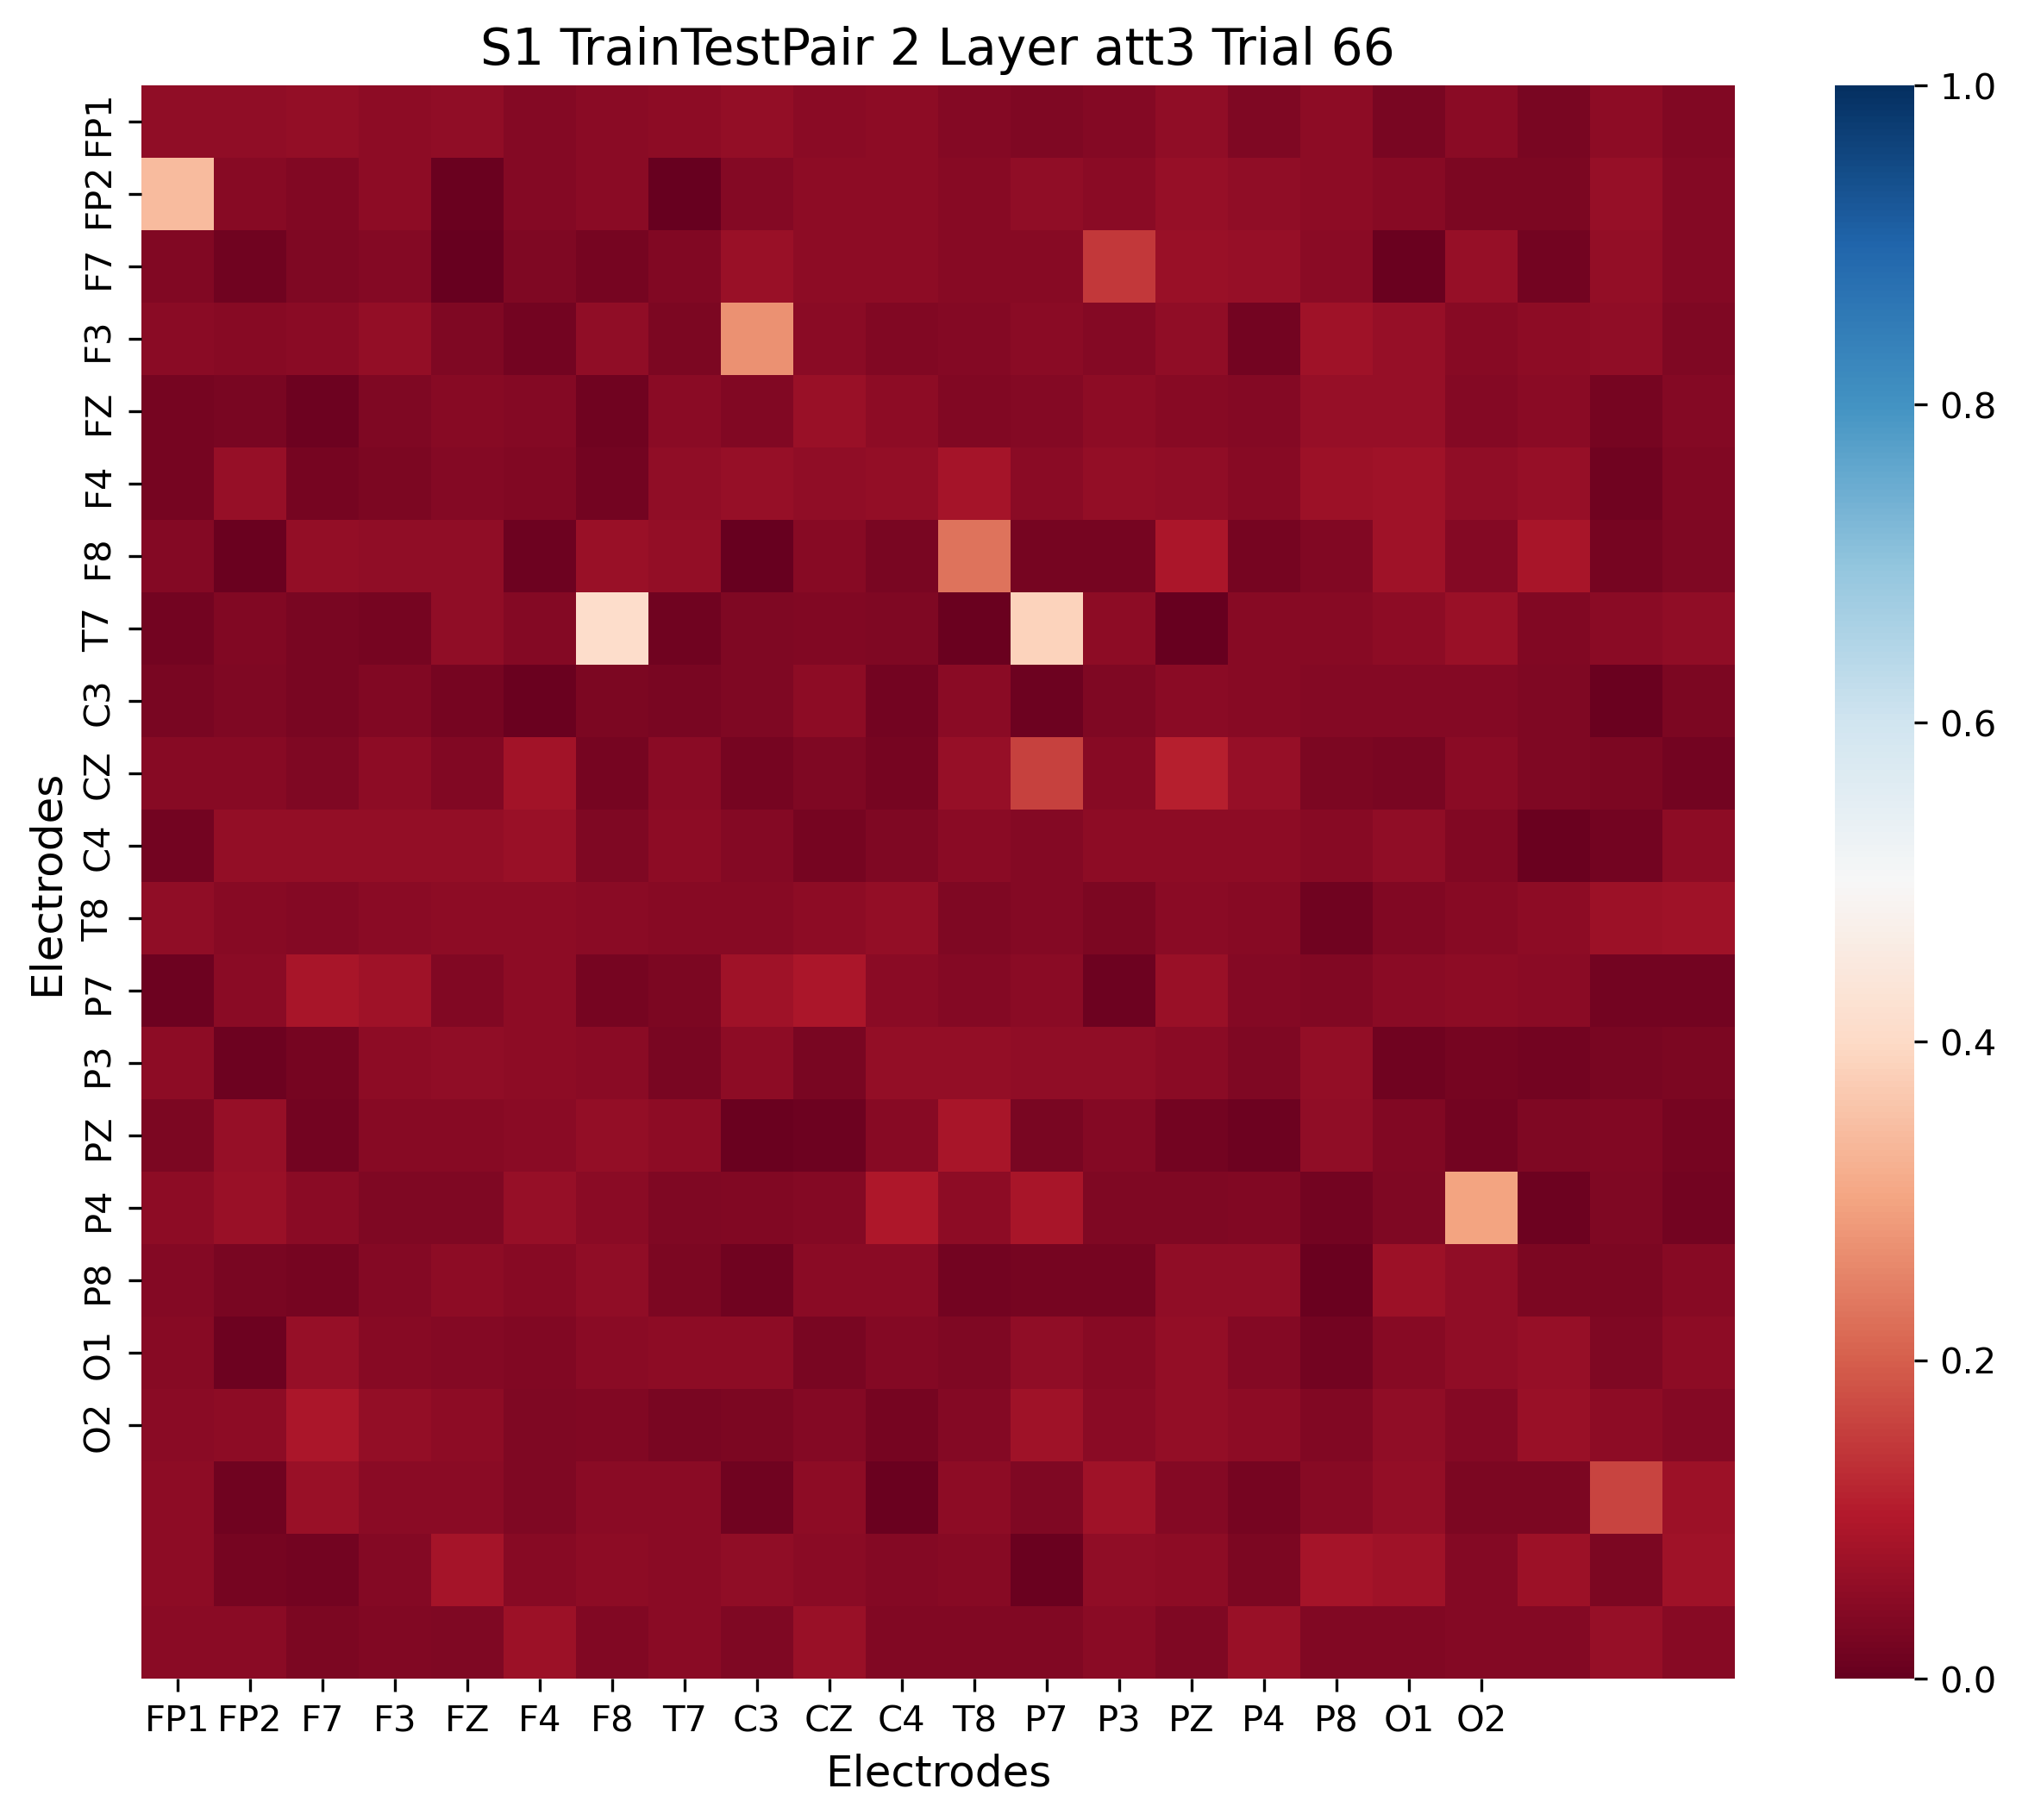 S1 TrainTestPair 2 Layer att3 Trial 66
Electrodes
FP1
FP2
F7
F3
FZ
F4
F8
T7
C3
CZ
C4
T8
P7
P3
PZ
P4
P8
O1
O2
FP1 FP2 F7 F3 FZ F4 F8 T7 C3 CZ C4 T8 P7 P3 PZ P4 P8 O1 O2
Electrodes
1.0
0.8
0.6
0.4
0.2
0.0